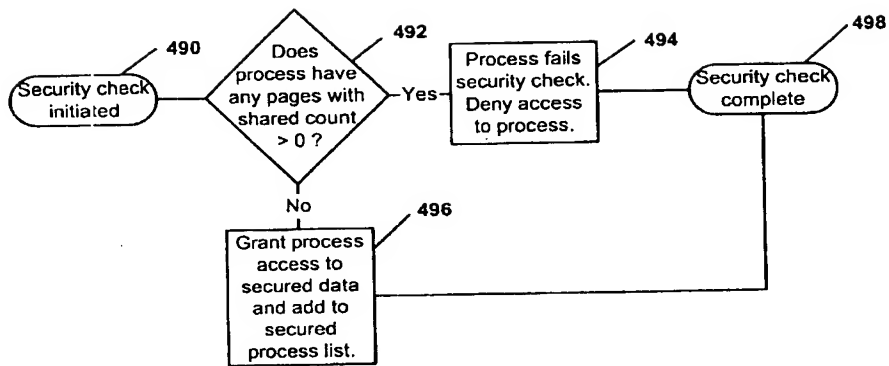 490
Security check
initiated
492
Does
process have
any pages with
shared count
> 0 ?
Yes
494
Process fails
security check.
Deny access
to process.
498
Security check
complete
No
496
Grant process
access to
secured data
and add to
secured
process list.